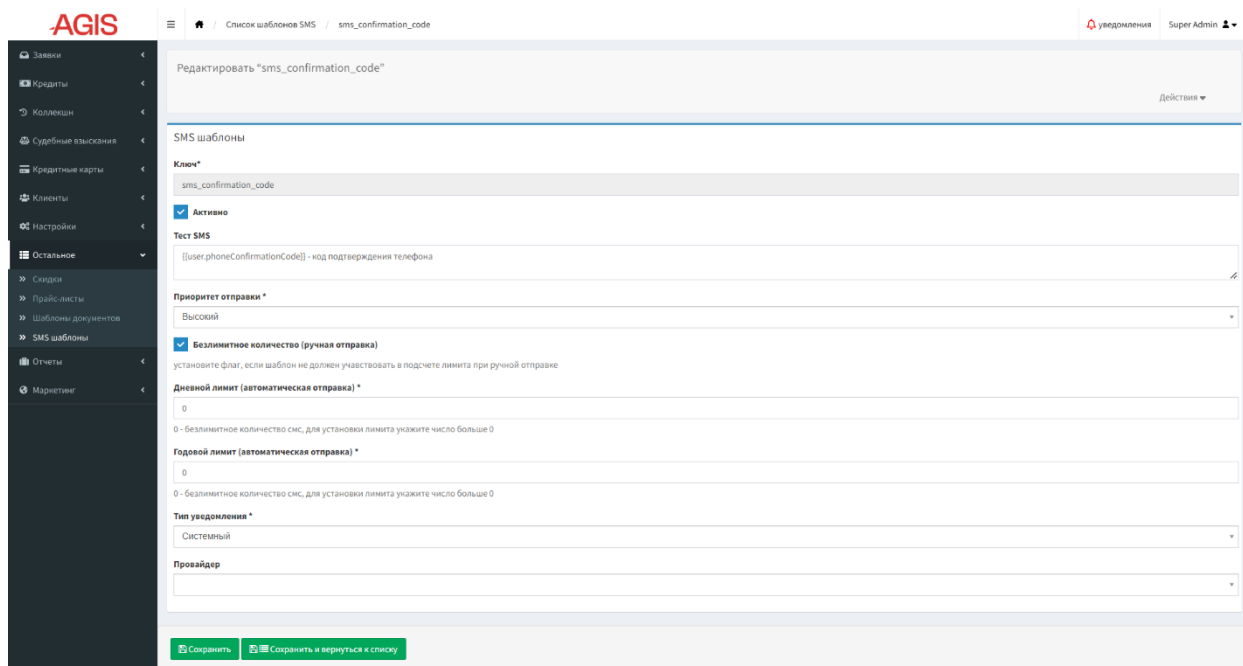 AGIS
Список шаблонов SMS / sms_confirmation_code
уведомления
Super Admin
Заявки
Кредиты
Коллекшн
Судебные взыскания
Кредитные карты
Клиенты
Настройки
Остальное
Скидки
Прайс-листы
Шаблоны документов
SMS шаблоны
Отчеты
Маркетинг
Редактировать “sms_confirmation_code”
Действия
SMS шаблоны
Ключ*
sms_confirmation_code
Активно
Тест SMS
{{user.phoneConfirmationCode}} - код подтверждения телефона
Приоритет отправки *
Высокий
Безлимитное количество (ручная отправка)
установите флаг, если шаблон не должен учавствовать в подсчете лимита при ручной отправке
Дневной лимит (автоматическая отправка) *
0
0 - безлимитное количество смс, для установки лимита укажите число больше 0
Годовой лимит (автоматическая отправка) *
0
0 - безлимитное количество смс, для установки лимита укажите число больше 0
Тип уведомления *
Системный
Провайдер
Сохранить
Сохранить и вернуться к списку